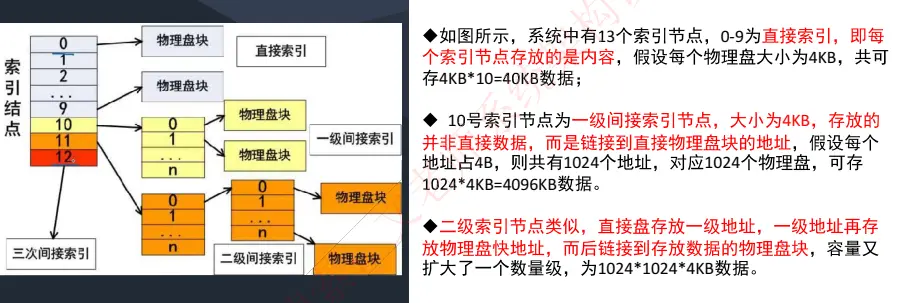 索引结点
0
1
2
...
9
10
11
12
物理盘块
直接索引
物理盘块
0
1
...
n
物理盘块
物理盘块
一级间接索引
0
1
...
n
0
1
...
n
物理盘块
物理盘块
二级间接索引
三次间接索引
◆如图所示，系统中有13个索引节点，0-9为直接索引，即每
个索引节点存放的是内容，假设每个物理盘大小为4KB，共可
存4KB*10=40KB数据；
◆ 10号索引节点为一级间接索引节点，大小为4KB，存放的
并非直接数据，而是链接到直接物理盘块的地址，假设每个
地址占4B，则共有1024个地址，对应1024个物理盘，可存
1024*4KB=4096KB数据。
◆二级索引节点类似，直接盘存放一级地址，一级地址再存
放物理盘快地址，而后链接到存放数据的物理盘块，容量又
扩大了一个数量级，为1024*1024*4KB数据。